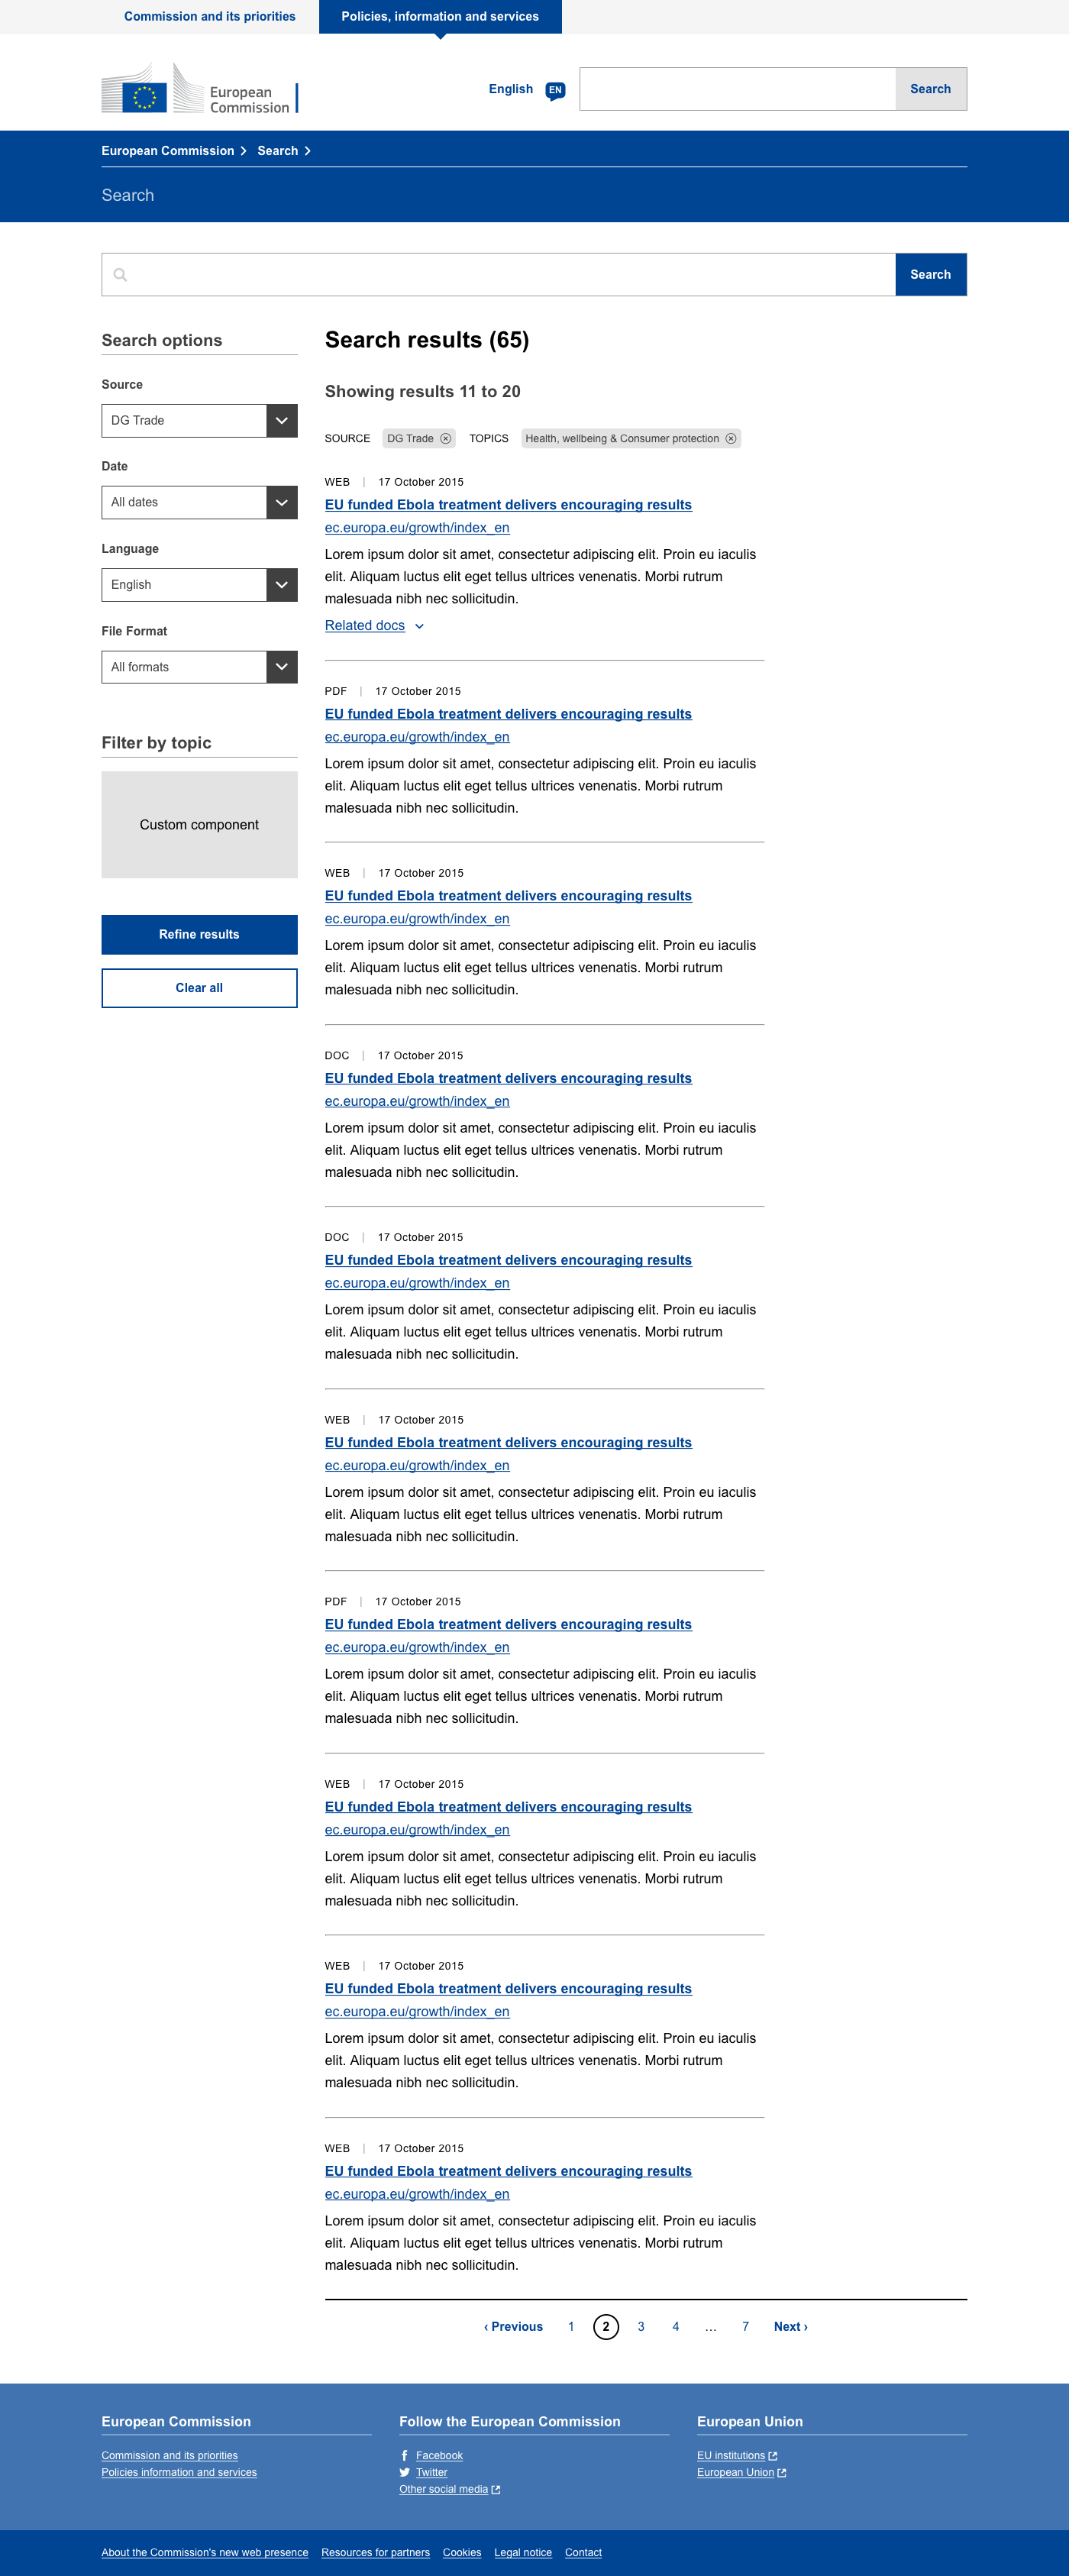 Commission and its priorities
Policies, information and services
European
Commission
English EN
Search
European Commission Search
Search
Search
Search options
Source
DG Trade
Date
All dates
Language
English
File Format
All formats
Filter by topic
Custom component
Refine results
Clear all
Search results (65)
Showing results 11 to 20
SOURCE DG Trade TOPICS Health, wellbeing & Consumer protection
WEB | 17 October 2015
EU funded Ebola treatment delivers encouraging results
ec.europa.eu/growth/index_en
Lorem ipsum dolor sit amet, consectetur adipiscing elit. Proin eu iaculis
elit. Aliquam luctus elit eget tellus ultrices venenatis. Morbi rutrum
malesuada nibh nec sollicitudin.
Related docs
PDF | 17 October 2015
EU funded Ebola treatment delivers encouraging results
ec.europa.eu/growth/index_en
Lorem ipsum dolor sit amet, consectetur adipiscing elit. Proin eu iaculis
elit. Aliquam luctus elit eget tellus ultrices venenatis. Morbi rutrum
malesuada nibh nec sollicitudin.
WEB | 17 October 2015
EU funded Ebola treatment delivers encouraging results
ec.europa.eu/growth/index_en
Lorem ipsum dolor sit amet, consectetur adipiscing elit. Proin eu iaculis
elit. Aliquam luctus elit eget tellus ultrices venenatis. Morbi rutrum
malesuada nibh nec sollicitudin.
DOC | 17 October 2015
EU funded Ebola treatment delivers encouraging results
ec.europa.eu/growth/index_en
Lorem ipsum dolor sit amet, consectetur adipiscing elit. Proin eu iaculis
elit. Aliquam luctus elit eget tellus ultrices venenatis. Morbi rutrum
malesuada nibh nec sollicitudin.
DOC | 17 October 2015
EU funded Ebola treatment delivers encouraging results
ec.europa.eu/growth/index_en
Lorem ipsum dolor sit amet, consectetur adipiscing elit. Proin eu iaculis
elit. Aliquam luctus elit eget tellus ultrices venenatis. Morbi rutrum
malesuada nibh nec sollicitudin.
WEB | 17 October 2015
EU funded Ebola treatment delivers encouraging results
ec.europa.eu/growth/index_en
Lorem ipsum dolor sit amet, consectetur adipiscing elit. Proin eu iaculis
elit. Aliquam luctus elit eget tellus ultrices venenatis. Morbi rutrum
malesuada nibh nec sollicitudin.
PDF | 17 October 2015
EU funded Ebola treatment delivers encouraging results
ec.europa.eu/growth/index_en
Lorem ipsum dolor sit amet, consectetur adipiscing elit. Proin eu iaculis
elit. Aliquam luctus elit eget tellus ultrices venenatis. Morbi rutrum
malesuada nibh nec sollicitudin.
WEB | 17 October 2015
EU funded Ebola treatment delivers encouraging results
ec.europa.eu/growth/index_en
Lorem ipsum dolor sit amet, consectetur adipiscing elit. Proin eu iaculis
elit. Aliquam luctus elit eget tellus ultrices venenatis. Morbi rutrum
malesuada nibh nec sollicitudin.
WEB | 17 October 2015
EU funded Ebola treatment delivers encouraging results
ec.europa.eu/growth/index_en
Lorem ipsum dolor sit amet, consectetur adipiscing elit. Proin eu iaculis
elit. Aliquam luctus elit eget tellus ultrices venenatis. Morbi rutrum
malesuada nibh nec sollicitudin.
WEB | 17 October 2015
EU funded Ebola treatment delivers encouraging results
ec.europa.eu/growth/index_en
Lorem ipsum dolor sit amet, consectetur adipiscing elit. Proin eu iaculis
elit. Aliquam luctus elit eget tellus ultrices venenatis. Morbi rutrum
malesuada nibh nec sollicitudin.
‹ Previous 1 2 3 4 … 7 Next ›
European Commission
Commission and its priorities
Policies information and services
Follow the European Commission
Facebook
Twitter
Other social media
European Union
EU institutions
European Union
About the Commission's new web presence Resources for partners Cookies Legal notice Contact